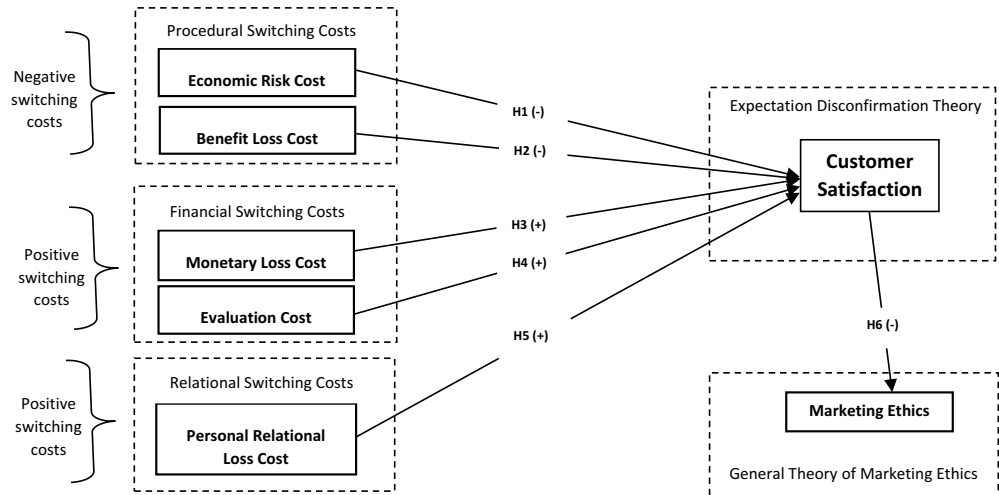 Procedural Switching Costs
Negative
switching
costs
Economic Risk Cost
Benefit Loss Cost
H1 (-)
H2 (-)
Expectation Disconfirmation Theory
Customer
Satisfaction
Financial Switching Costs
Positive
switching
costs
Monetary Loss Cost
Evaluation Cost
H3 (+)
H4 (+)
H5 (+)
H6 (-)
Relational Switching Costs
Positive
switching
costs
Personal Relational
Loss Cost
Marketing Ethics
General Theory of Marketing Ethics